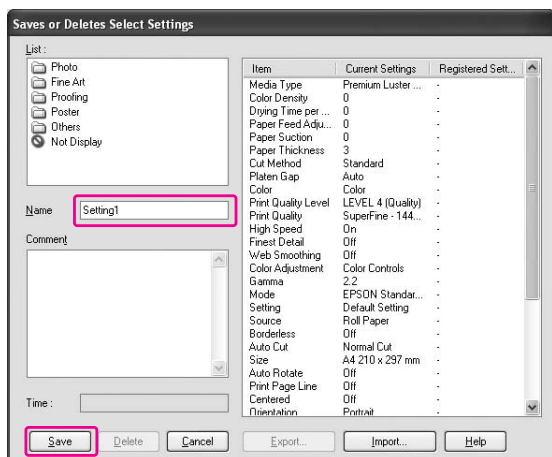 Saves or Deletes Select Settings
List :
Photo
Fine Art
Proofing
Poster
Others
Not Display
Name Setting1
Comment
Time :
Item Current Settings Registered Sett...
Media Type Premium Luster ... -
Color Density 0 -
Drying Time per ... 0 -
Paper Feed Adju... 0 -
Paper Suction 0 -
Paper Thickness 3 -
Cut Method Standard -
Platen Gap Auto -
Color Color -
Print Quality Level LEVEL 4 (Quality) -
Print Quality SuperFine - 144... -
High Speed On -
Finest Detail Off -
Web Smoothing Off -
Color Adjustment Color Controls -
Gamma 2.2 -
Mode EPSON Standar... -
Setting Default Setting -
Source Roll Paper -
Borderless Off -
Auto Cut Normal Cut -
Size A4 210 x 297 mm -
Auto Rotate Off -
Print Page Line Off -
Centered Off -
Orientation Portrait -
Save Delete Cancel Export... Import... Help